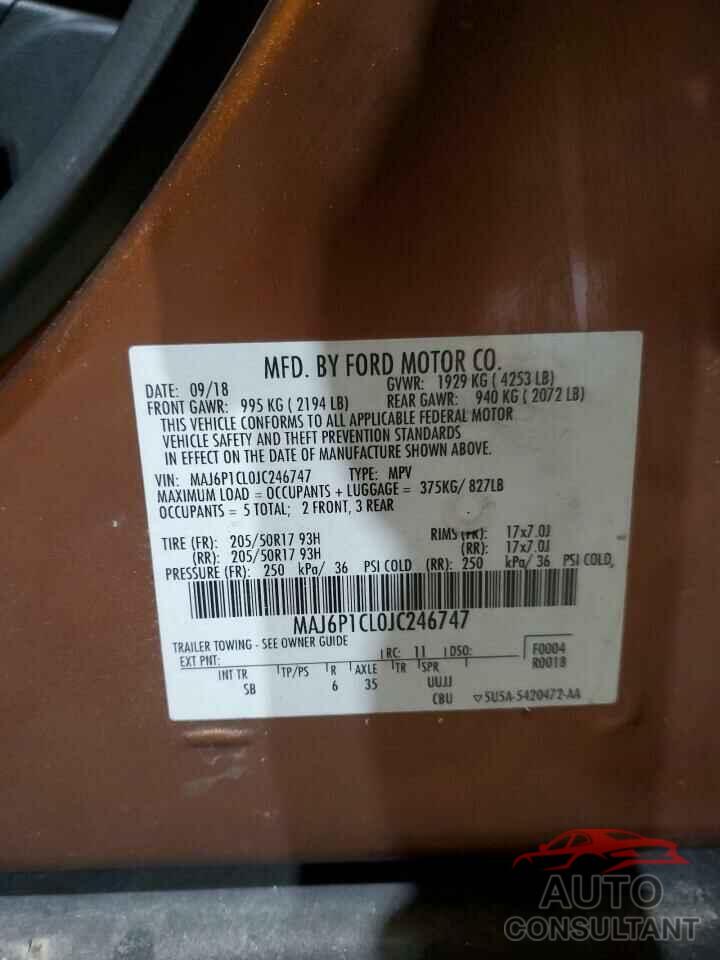 MFD. BY FORD MOTOR CO.
DATE: 09/18 GVWR: 1929 KG ( 4253 LB)
FRONT GAWR: 995 KG ( 2194 LB) REAR GAWR: 940 KG ( 2072 LB)
THIS VEHICLE CONFORMS TO ALL APPLICABLE FEDERAL MOTOR
VEHICLE SAFETY AND THEFT PREVENTION STANDARDS
IN EFFECT ON THE DATE OF MANUFACTURE SHOWN ABOVE.
VIN: MAJ6P1CL0JC246747 TYPE: MPV
MAXIMUM LOAD = OCCUPANTS + LUGGAGE = 375KG/ 827LB
OCCUPANTS = 5 TOTAL; 2 FRONT, 3 REAR
TIRE (FR): 205/50R17 93H RIMS (FR): 17x7.0J
(RR): 205/50R17 93H (RR): 17x7.0J
PRESSURE (FR): 250 kPa/ 36 PSI COLD (RR): 250 kPa/ 36 PSI COLD
MAJ6P1CL0JC246747
TRAILER TOWING - SEE OWNER GUIDE
EXT PNT: RC: 11 DSO: F0004
R0018
INT TR TP/PS R AXLE TR SPR
SB 6 35 UUJJ
CBU 5U5A-5420472-AA
AUTO
CONSULTANT